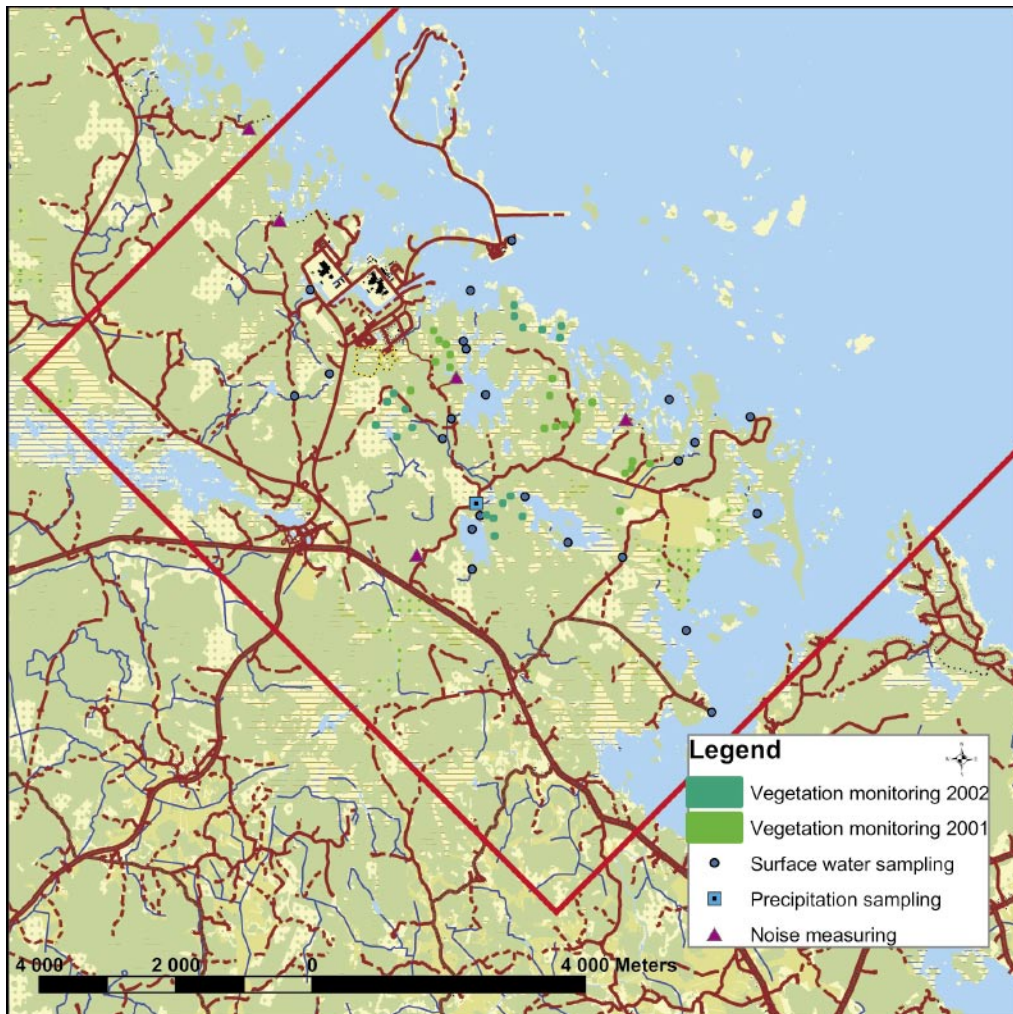 Legend
Vegetation monitoring 2002
Vegetation monitoring 2001
Surface water sampling
Precipitation sampling
Noise measuring
4 000 2 000 0 4 000 Meters